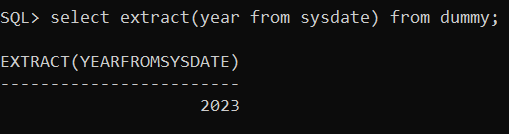 SQL> select extract(year from sysdate) from dummy;
EXTRACT(YEARFROMSYSDATE)
------------------------
2023